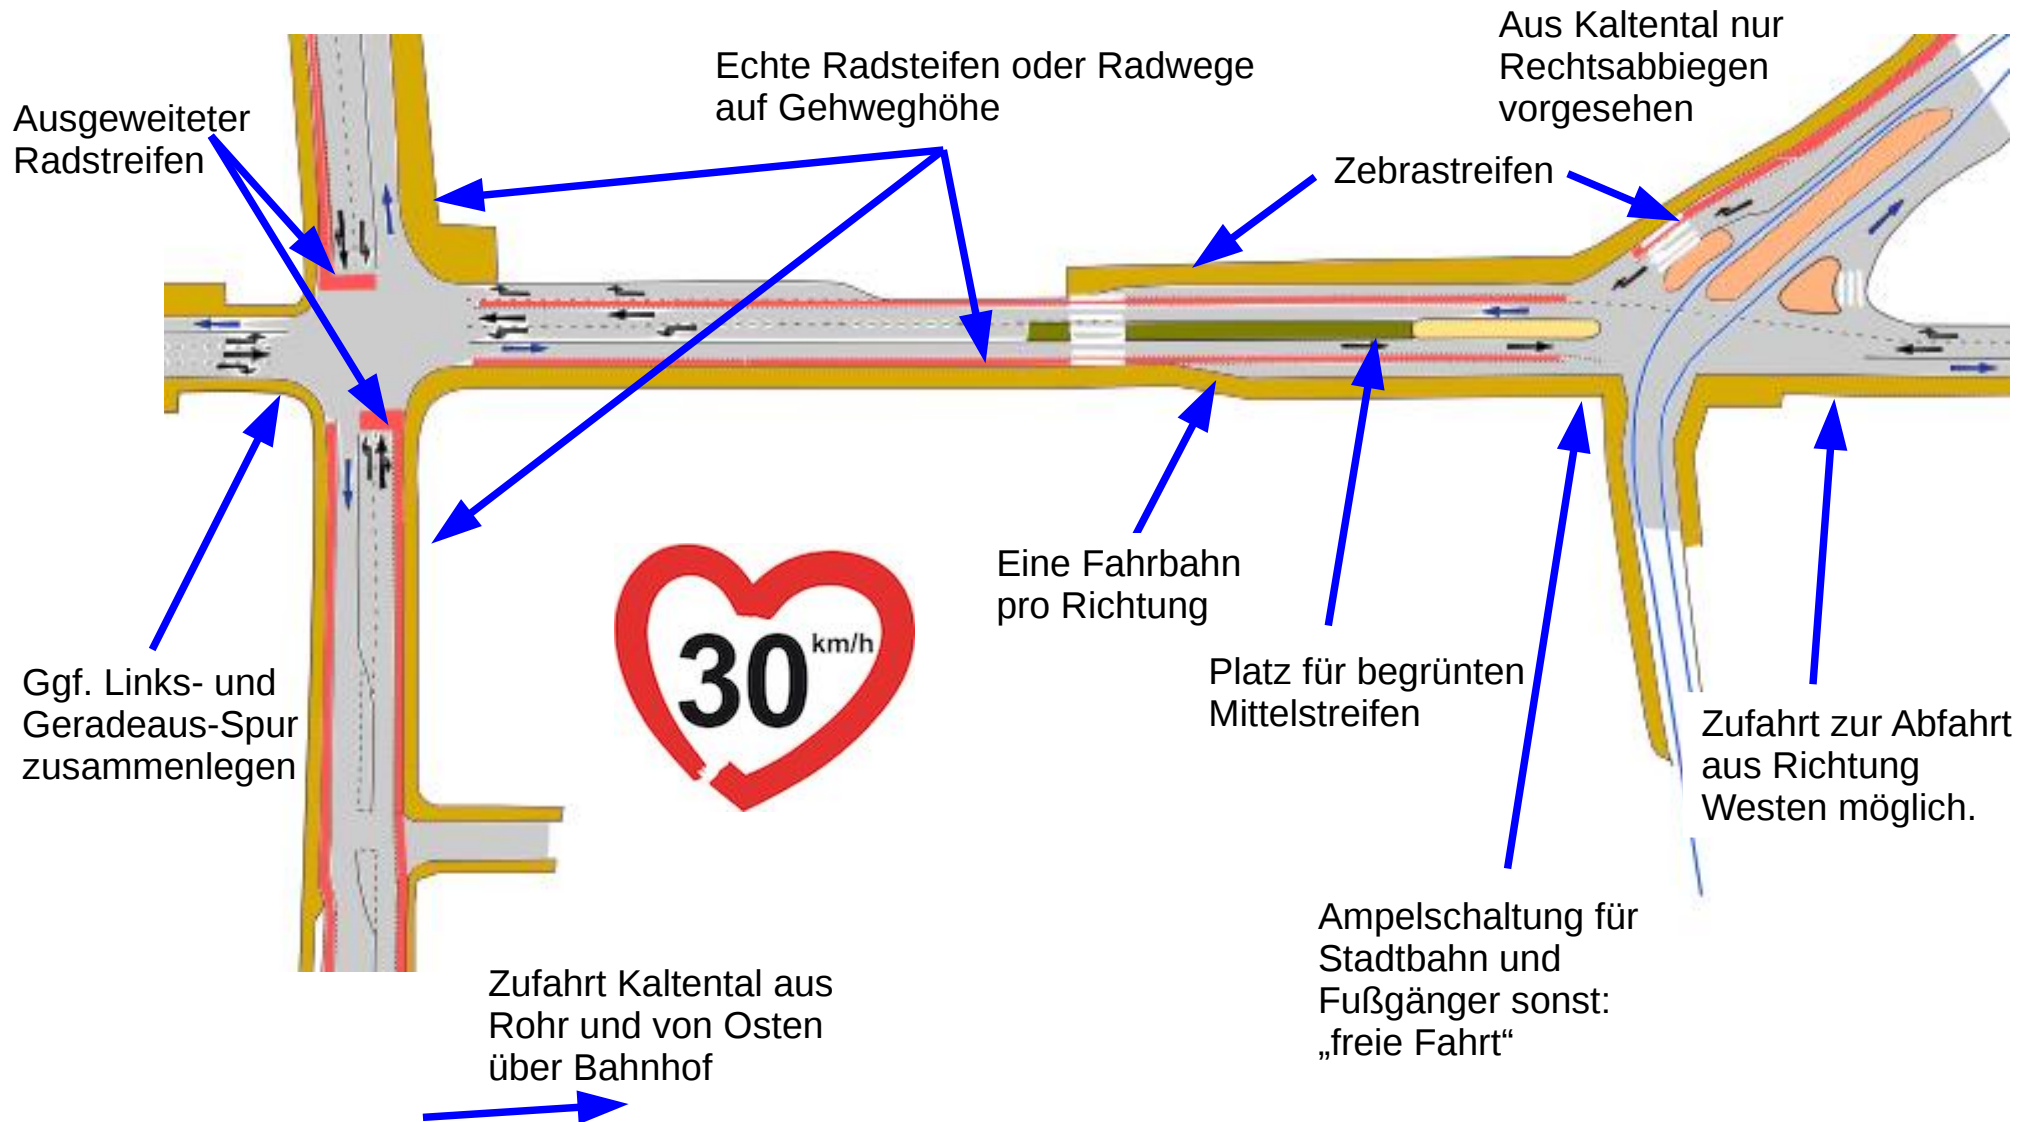 Aus Kaltental nur
Rechtsabbiegen
vorgesehen
Echte Radsteifen oder Radwege
auf Gehweghöhe
Ausgeweiteter
Radstreifen
Zebrastreifen
Eine Fahrbahn
pro Richtung
30 km/h
Platz für begrünten
Mittelstreifen
Ggf. Links- und
Geradeaus-Spur
zusammenlegen
Zufahrt zur Abfahrt
aus Richtung
Westen möglich.
Ampelschaltung für
Stadtbahn und
Fußgänger sonst:
„freie Fahrt“
Zufahrt Kaltental aus
Rohr und von Osten
über Bahnhof